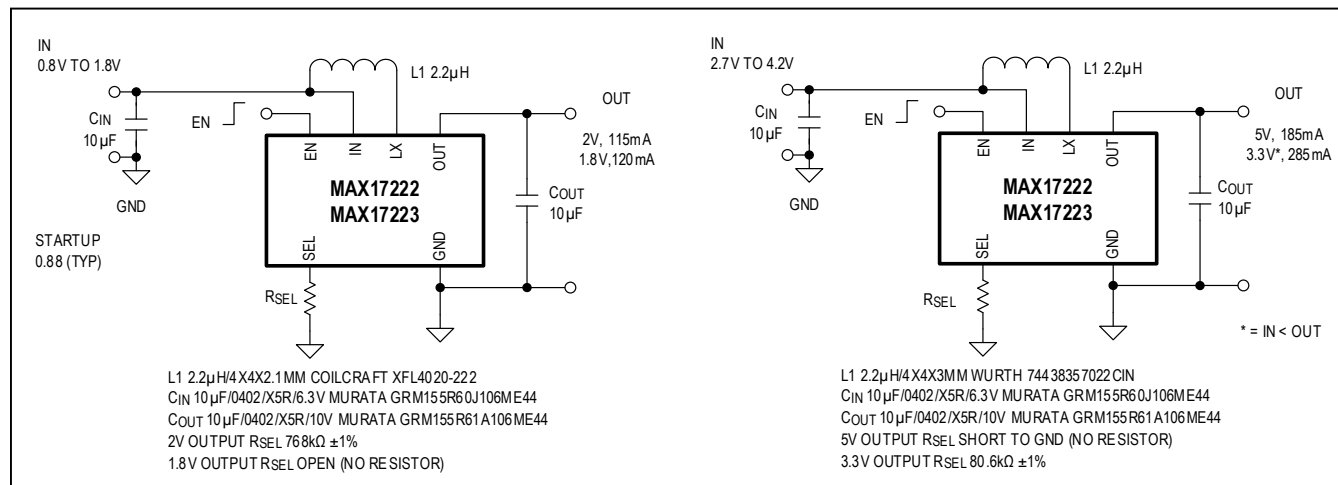 IN
0.8V TO 1.8V
L1 2.2µH
CIN
10µF
EN
EN
IN
LX
OUT
OUT
2V, 115mA
1.8V,120mA
MAX17222
MAX17223
COUT
10µF
GND
STARTUP
0.88 (TYP)
SEL
GND
RSEL
L1 2.2µH/4X4X2.1MM COILCRAFT XFL4020-222
CIN 10µF/0402/X5R/6.3V MURATA GRM155R60J106ME44
COUT 10µF/0402/X5R/10V MURATA GRM155R61A106ME44
2V OUTPUT RSEL 768kΩ ±1%
1.8V OUTPUT RSEL OPEN (NO RESISTOR)
IN
2.7V TO 4.2V
L1 2.2µH
CIN
10µF
EN
EN
IN
LX
OUT
OUT
5V, 185mA
3.3V*, 285mA
MAX17222
MAX17223
COUT
10µF
GND
SEL
GND
RSEL
* = IN < OUT
L1 2.2µH/4X4X3MM WURTH 74438357022CIN
CIN 10µF/0402/X5R/6.3V MURATA GRM155R60J106ME44
COUT 10µF/0402/X5R/10V MURATA GRM155R61A106ME44
5V OUTPUT RSEL SHORT TO GND (NO RESISTOR)
3.3V OUTPUT RSEL 80.6kΩ ±1%